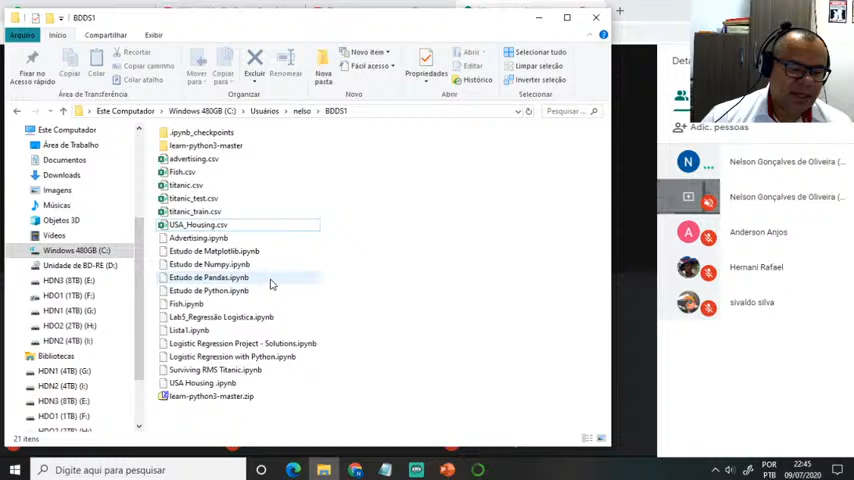 BDDS1
Arquivo
Início
Compartilhar
Exibir
Fixar no Acesso rápido
Copiar
Colar
Recortar
Copiar caminho
Colar atalho
Área de Transferência
Mover para
Copiar para
Excluir
Renomear
Organizar
Nova pasta
Novo item
Fácil acesso
Novo
Propriedades
Abrir
Editar
Histórico
Abrir
Selecionar tudo
Limpar seleção
Inverter seleções
Selecionar
Este Computador > Windows 480GB (C:) > Usuários > nelso > BDDS1
Pesquisar ...
Este Computador
Área de Trabalho
Documentos
Downloads
Imagens
Músicas
Objetos 3D
Vídeos
Windows 480GB (C:)
Unidade de BD-RE (D:)
HDN3 (8TB) (E:)
HDO1 (1TB) (F:)
HDN1 (4TB) (G:)
HDO2 (2TB) (H:)
HDN2 (4TB) (I:)
Bibliotecas
HDN1 (4TB) (G:)
HDN2 (4TB) (I:)
HDN3 (8TB) (E:)
HDO1 (1TB) (F:)
.ipynb_checkpoints
learn-python3-master
advertising.csv
Fish.csv
titanic.csv
titanic_test.csv
titanic_train.csv
USA_Housing.csv
Advertising.ipynb
Estudo de Matplotlib.ipynb
Estudo de Numpy.ipynb
Estudo de Pandas.ipynb
Estudo de Python.ipynb
Fish.ipynb
Lab5_Regressão Logistica.ipynb
Lista1.ipynb
Logistic Regression Project - Solutions.ipynb
Logistic Regression with Python.ipynb
Surviving RMS Titanic.ipynb
USA Housing .ipynb
learn-python3-master.zip
21 itens
Adic. pessoas
N
Nelson Gonçalves de Oliveira (...
Nelson Gonçalves de Oliveira (...
A
Anderson Anjos
Hernani Rafael
sivaldo silva
Digite aqui para pesquisar
POR
PTB
22:45
09/07/2020